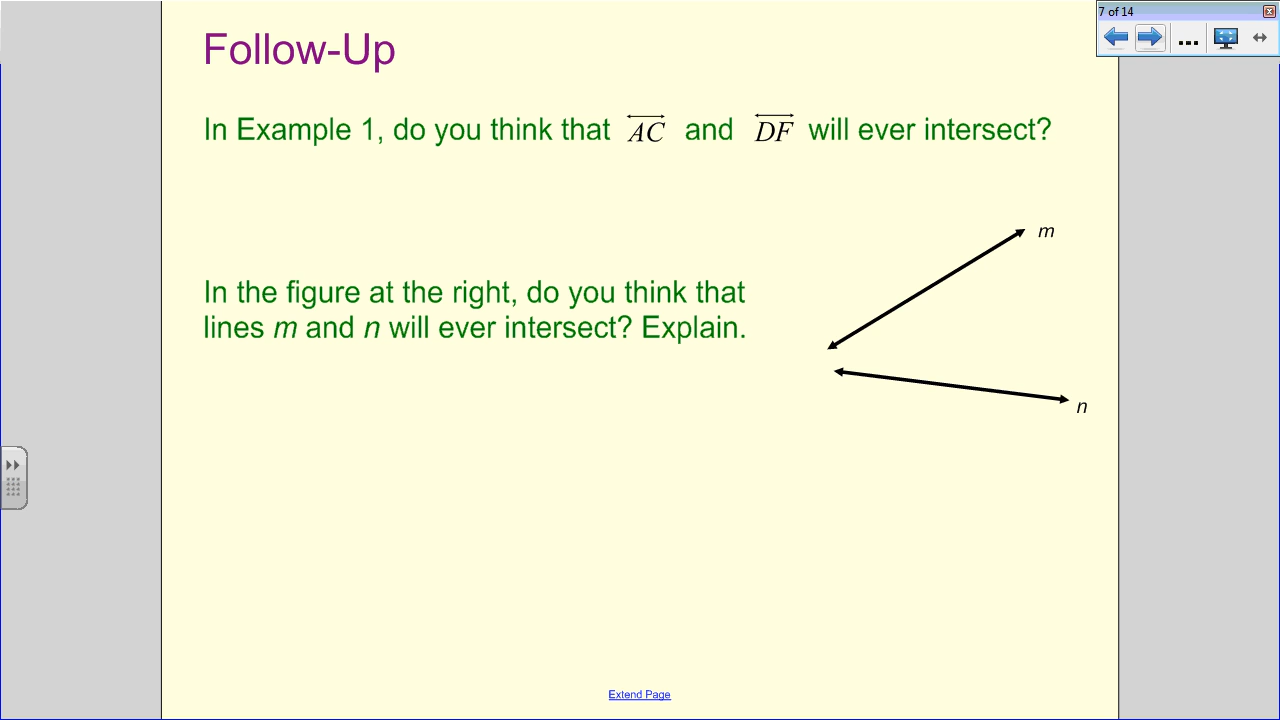 7 of 14
Follow-Up
In Example 1, do you think that AC and DF will ever intersect?
m
In the figure at the right, do you think that
lines m and n will ever intersect? Explain.
n
Extend Page